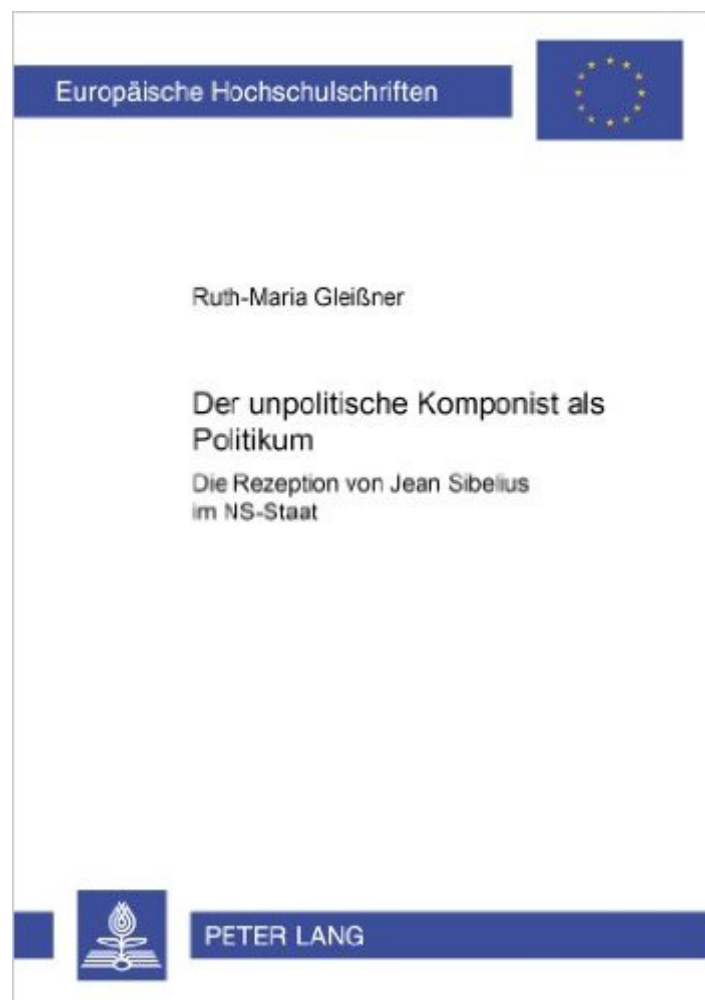 Europäische Hochschulschriften
Ruth-Maria Gleißner
Der unpolitische Komponist als
Politikum
Die Rezeption von Jean Sibelius
im NS-Staat
PETER LANG